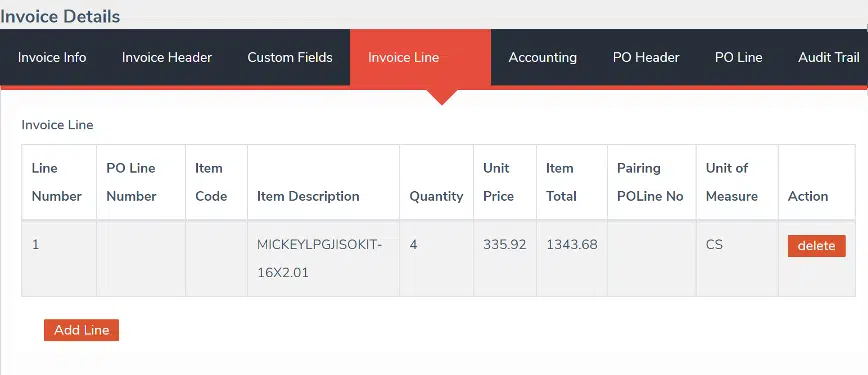 Invoice Details
Invoice Info Invoice Header Custom Fields Invoice Line Accounting PO Header PO Line Audit Trail
Invoice Line
Line Number PO Line Number Item Code Item Description Quantity Unit Price Item Total Pairing POLine No Unit of Measure Action
1 MICKEYLPGJISOKIT-16X2.01 4 335.92 1343.68 CS delete
Add Line